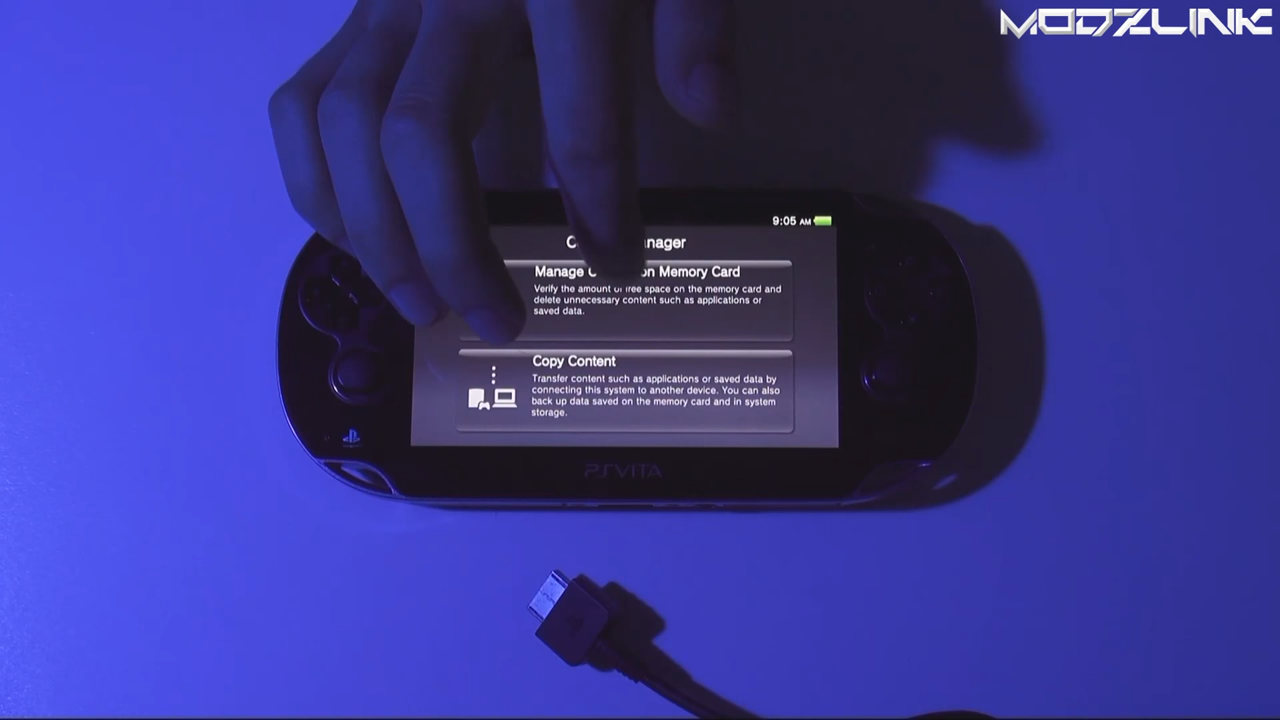 MODZLINK
9:05 AM
Manage on Memory Card
Verify the amount of free space on the memory card and
delete unnecessary content such as applications or
saved data.
Copy Content
Transfer content such as applications or saved data by
connecting this system to another device. You can also
back up data saved on the memory card and in system
storage.
PSVITA